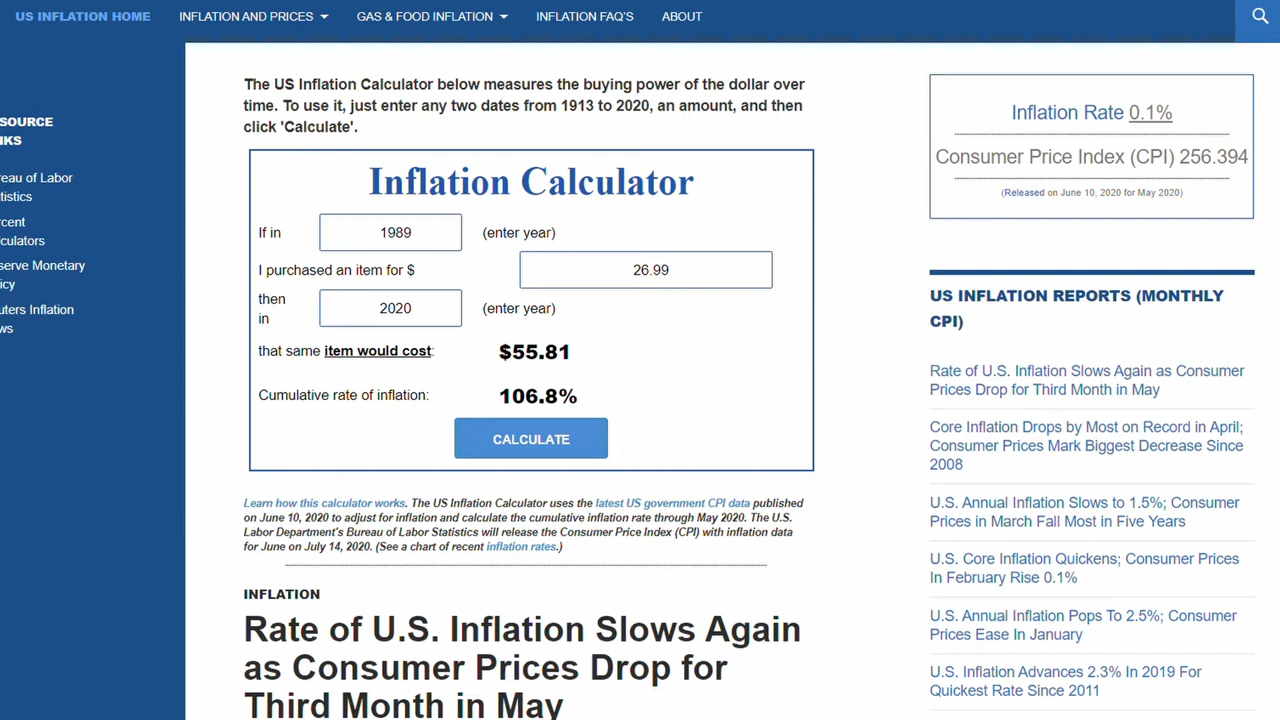 US INFLATION HOME
INFLATION AND PRICES
GAS & FOOD INFLATION
INFLATION FAQ'S
ABOUT
SOURCE
KS
reau of Labor
tistics
rcent
culators
serve Monetary
icy
uters Inflation
ws
The US Inflation Calculator below measures the buying power of the dollar over
time. To use it, just enter any two dates from 1913 to 2020, an amount, and then
click 'Calculate'.
Inflation Calculator
If in 1989 (enter year)
I purchased an item for $ 26.99
then
in 2020 (enter year)
that same item would cost: $55.81
Cumulative rate of inflation: 106.8%
CALCULATE
Learn how this calculator works. The US Inflation Calculator uses the latest US government CPI data published
on June 10, 2020 to adjust for inflation and calculate the cumulative inflation rate through May 2020. The U.S.
Labor Department's Bureau of Labor Statistics will release the Consumer Price Index (CPI) with inflation data
for June on July 14, 2020. (See a chart of recent inflation rates.)
INFLATION
Rate of U.S. Inflation Slows Again
as Consumer Prices Drop for
Third Month in May
Inflation Rate 0.1%
Consumer Price Index (CPI) 256.394
(Released on June 10, 2020 for May 2020)
US INFLATION REPORTS (MONTHLY
CPI)
Rate of U.S. Inflation Slows Again as Consumer
Prices Drop for Third Month in May
Core Inflation Drops by Most on Record in April;
Consumer Prices Mark Biggest Decrease Since
2008
U.S. Annual Inflation Slows to 1.5%; Consumer
Prices in March Fall Most in Five Years
U.S. Core Inflation Quickens; Consumer Prices
In February Rise 0.1%
U.S. Annual Inflation Pops To 2.5%; Consumer
Prices Ease In January
U.S. Inflation Advances 2.3% In 2019 For
Quickest Rate Since 2011